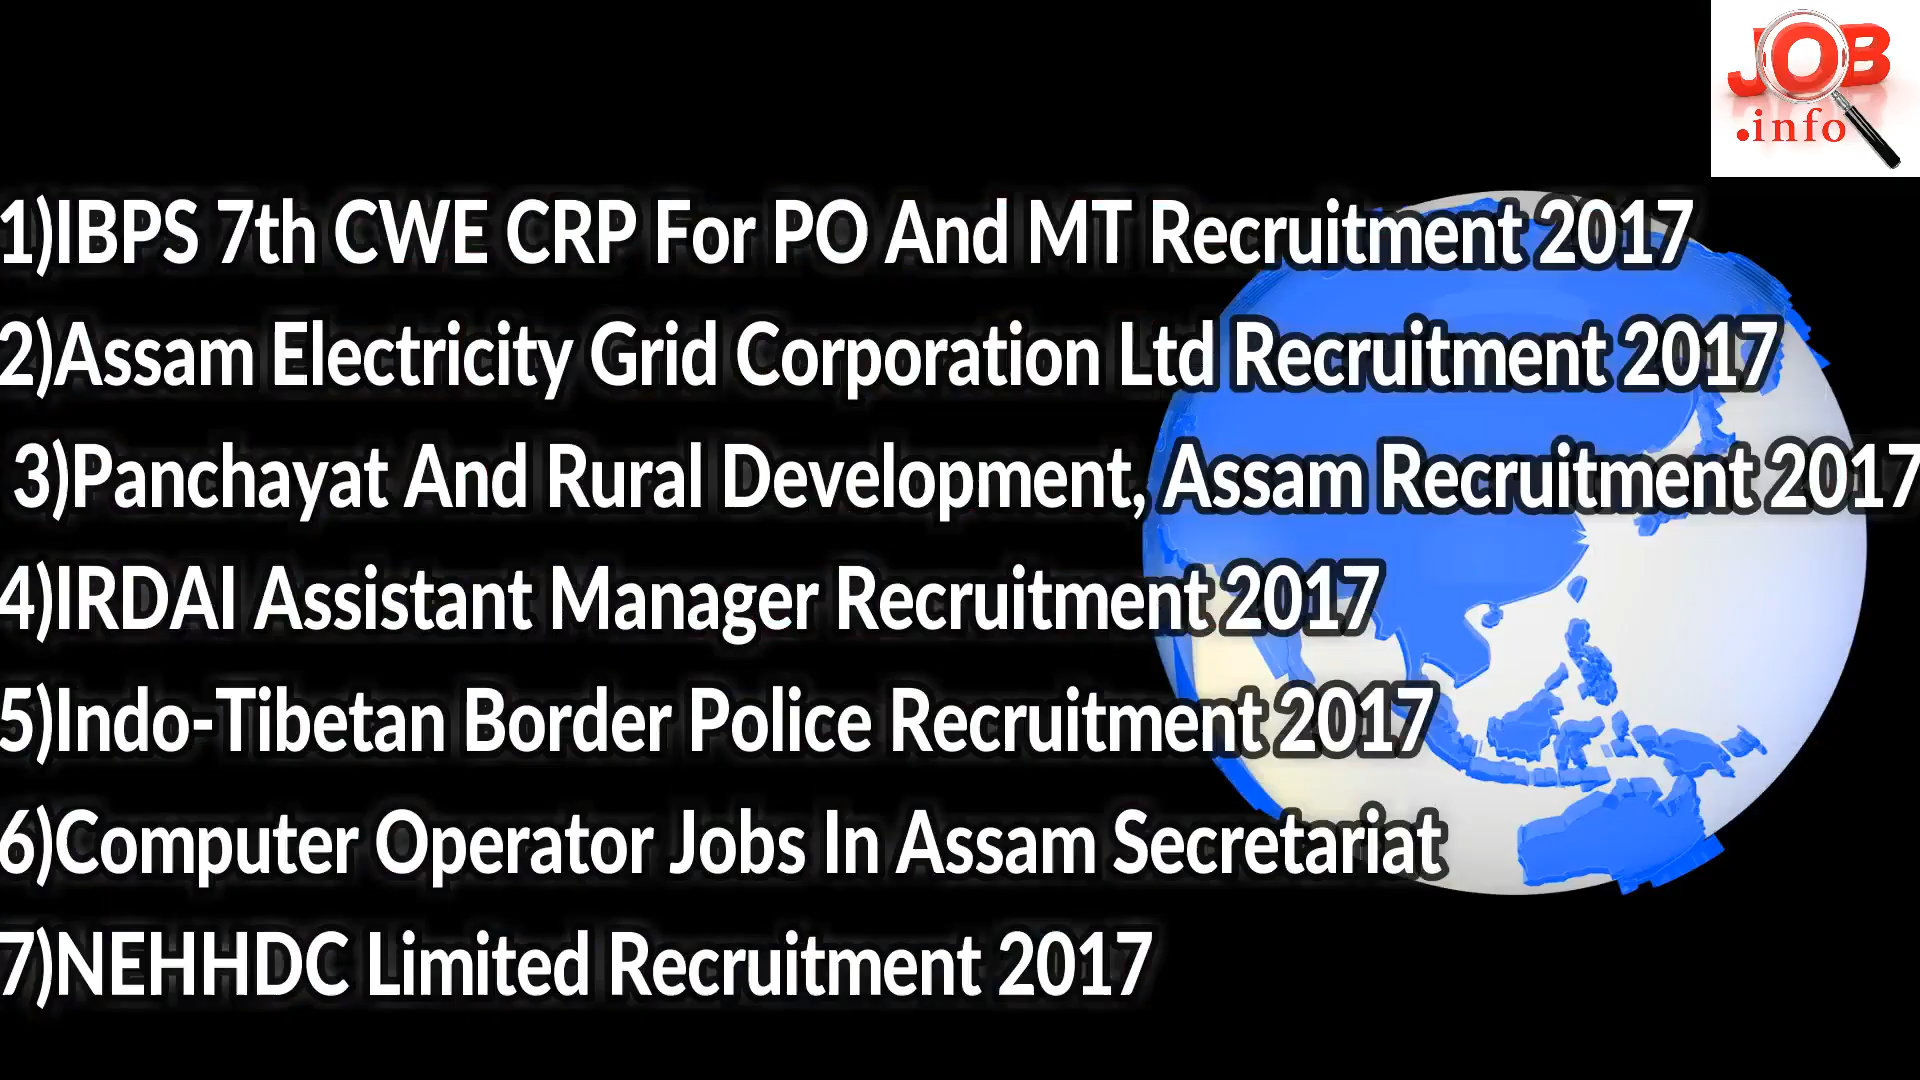 JOB
.info
1)IBPS 7th CWE CRP For PO And MT Recruitment 2017
2)Assam Electricity Grid Corporation Ltd Recruitment 2017
3)Panchayat And Rural Development, Assam Recruitment 2017
4)IRDAI Assistant Manager Recruitment 2017
5)Indo-Tibetan Border Police Recruitment 2017
6)Computer Operator Jobs In Assam Secretariat
7)NEHHDC Limited Recruitment 2017